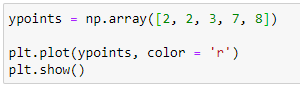 ypoints = np.array([2, 2, 3, 7, 8])
plt.plot(ypoints, color = 'r')
plt.show()